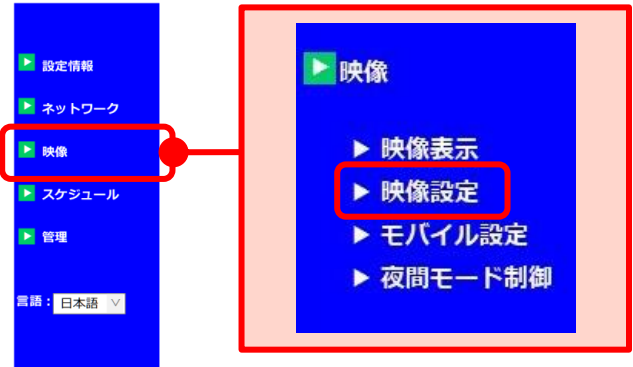 設定情報
ネットワーク
映像
スケジュール
管理
言語：日本語
映像
映像表示
映像設定
モバイル設定
夜間モード制御